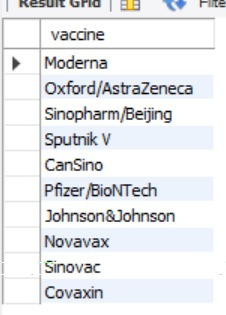 Result Grid
Filte
vaccine
Moderna
Oxford/AstraZeneca
Sinopharm/Beijing
Sputnik V
CanSino
Pfizer/BioNTech
Johnson&Johnson
Novavax
Sinovac
Covaxin